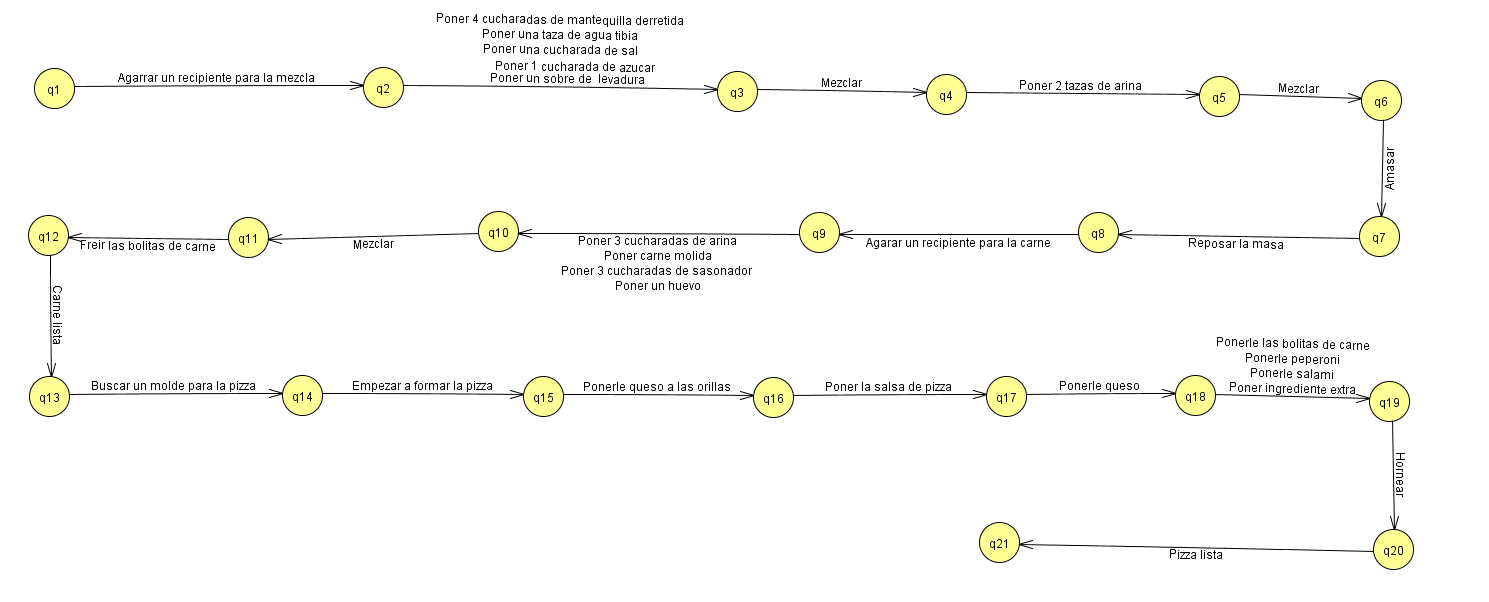 Poner 4 cucharadas de mantequilla derretida
Poner una taza de agua tibia
Poner una cucharada de sal
Poner 1 cucharada de azucar
Poner un sobre de levadura
q1
Agarrar un recipiente para la mezcla
q2
q3
Mezclar
q4
Poner 2 tazas de arina
q5
Mezclar
q6
Amasar
q7
Reposar la masa
q8
Agarar un recipiente para la carne
q9
Poner 3 cucharadas de arina
Poner carne molida
Poner 3 cucharadas de sasonador
Poner un huevo
q10
Mezclar
q11
Freir las bolitas de carne
q12
Carne lista
q13
Buscar un molde para la pizza
q14
Empezar a formar la pizza
q15
Ponerle queso a las orillas
q16
Poner la salsa de pizza
q17
Ponerle queso
q18
Ponerle las bolitas de carne
Ponerle peperoni
Ponerle salami
Poner ingrediente extra
q19
Hornear
q20
Pizza lista
q21